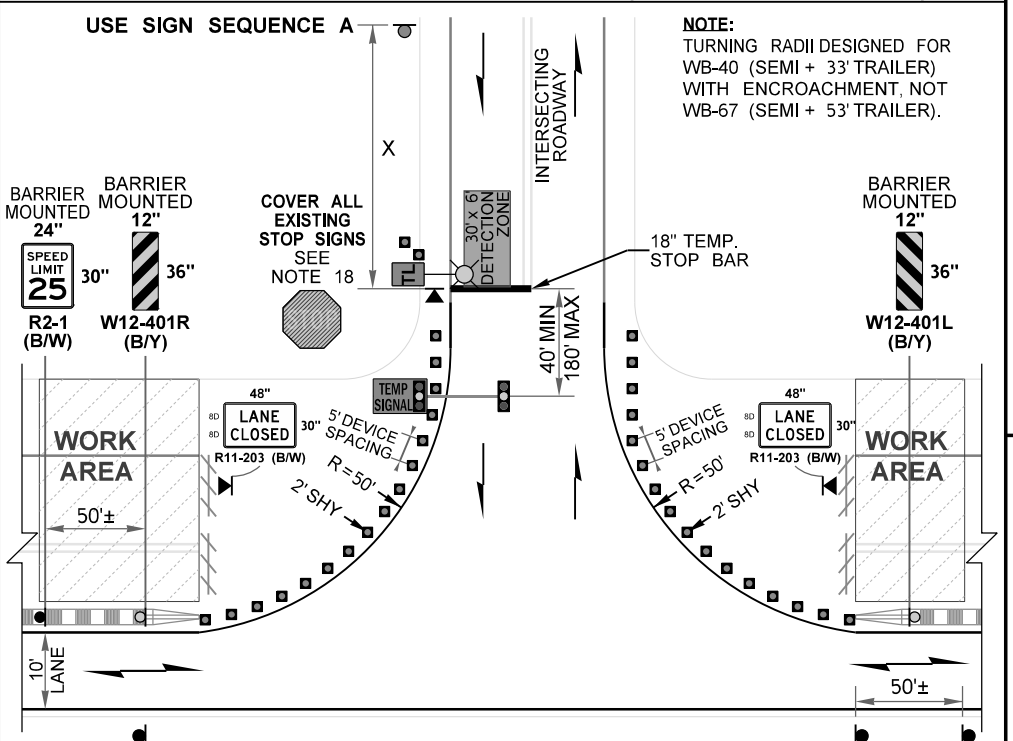 USE SIGN SEQUENCE A
NOTE:
TURNING RADII DESIGNED FOR
WB-40 (SEMI + 33' TRAILER)
WITH ENCROACHMENT, NOT
WB-67 (SEMI + 53' TRAILER).
INTERSECTING
ROADWAY
X
BARRIER
MOUNTED
24"
SPEED
LIMIT
25
30"
R2-1
(B/W)
BARRIER
MOUNTED
12"
36"
W12-401R
(B/Y)
COVER ALL
EXISTING
STOP SIGNS
SEE
NOTE 18
STOP
TL
30' x 6'
DETECTION
ZONE
18" TEMP.
STOP BAR
BARRIER
MOUNTED
12"
36"
W12-401L
(B/Y)
40' MIN
180' MAX
TEMP
SIGNAL
48"
8D
8D
LANE
CLOSED
30"
R11-203 (B/W)
5' DEVICE
SPACING
R=50'
2' SHY
WORK
AREA
50'±
5' DEVICE
SPACING
R=50'
2' SHY
48"
8D
8D
LANE
CLOSED
30"
R11-203 (B/W)
WORK
AREA
10'
LANE
50'±